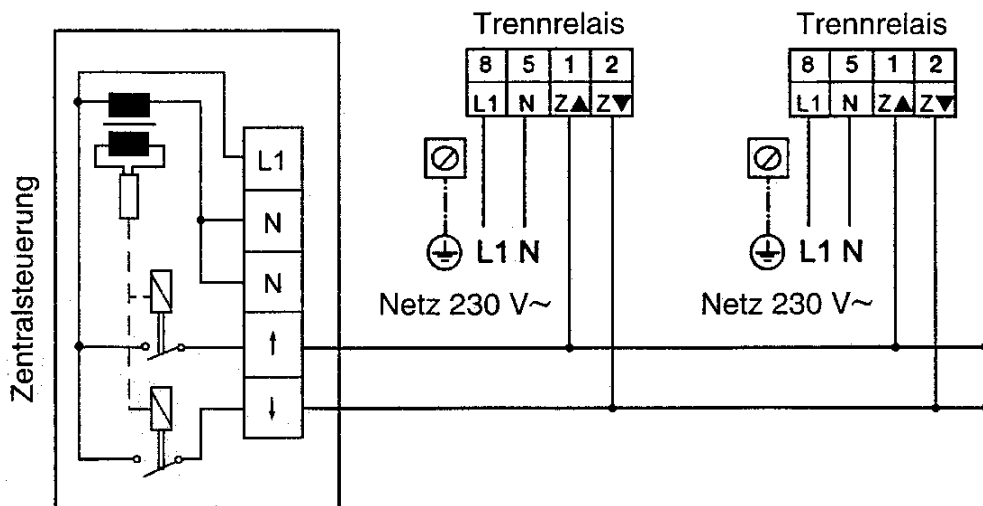 Trennrelais
8 5 1 2
L1 N Z▲ Z▼
L1 N
Netz 230 V~
Trennrelais
8 5 1 2
L1 N Z▲ Z▼
L1 N
Netz 230 V~
Zentralsteuerung
L1
N
N
↑
↓